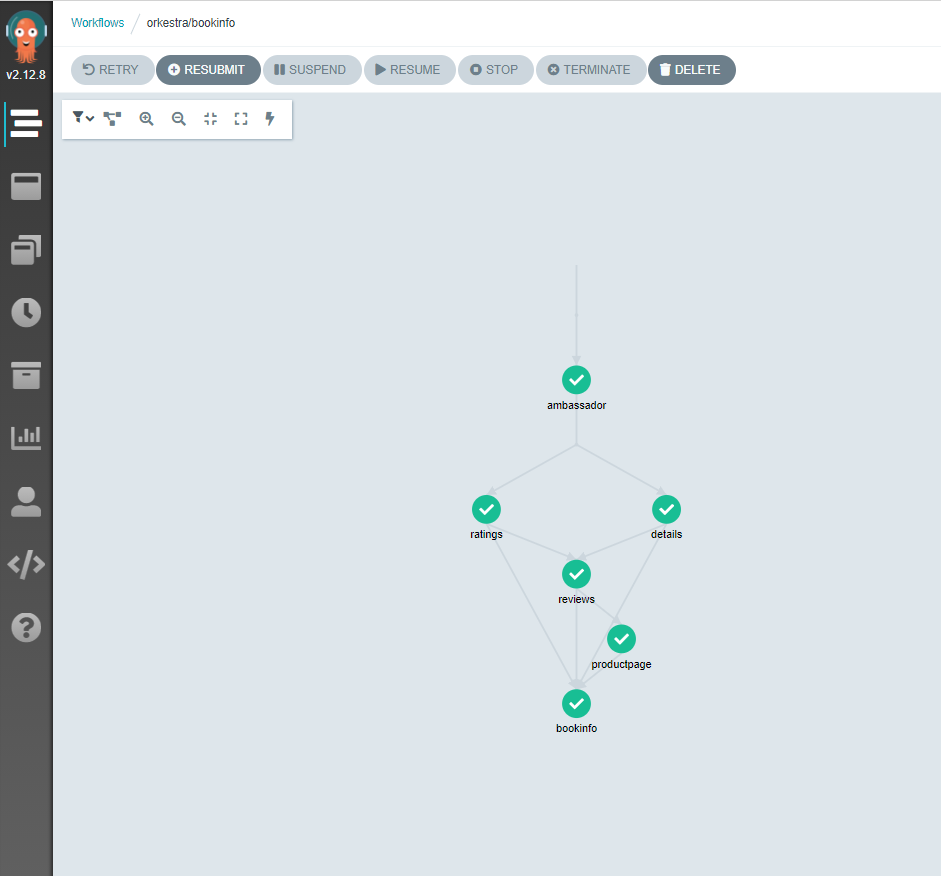 Workflows / orkestra/bookinfo
v2.12.8
RETRY RESUBMIT SUSPEND RESUME STOP TERMINATE DELETE
ambassador
ratings details
reviews
productpage
bookinfo